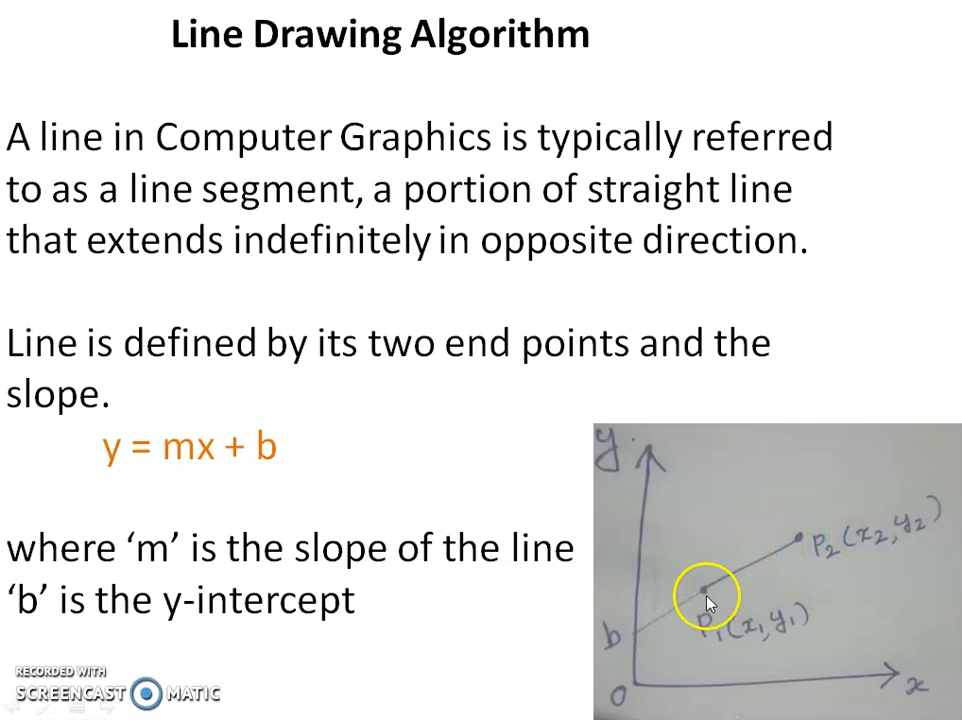 Line Drawing Algorithm
A line in Computer Graphics is typically referred
to as a line segment, a portion of straight line
that extends indefinitely in opposite direction.
Line is defined by its two end points and the
slope.
y = mx + b
where ‘m’ is the slope of the line
‘b’ is the y-intercept
y
P2(x2,y2)
P1(x1,y1)
b
O
x
RECORDED WITH
SCREENCAST MATIC